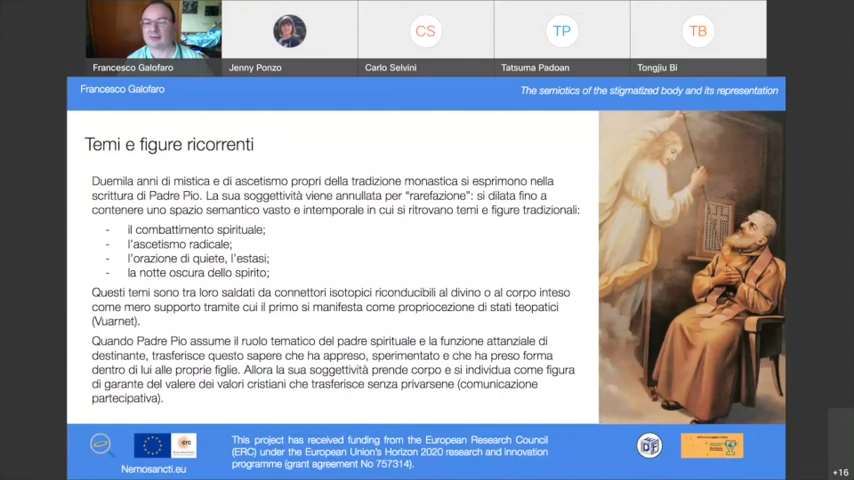 CS
TP
TB
Francesco Galofaro
Jenny Ponzo
Carlo Selvini
Tatsuma Padoan
Tongjiu Bi
Francesco Galofaro
The semiotics of the stigmatized body and its representation
Temi e figure ricorrenti
Duemila anni di mistica e di ascetismo propri della tradizione monastica si esprimono nella
scrittura di Padre Pio. La sua soggettività viene annullata per “rarefazione”: si dilata fino a
contenere uno spazio semantico vasto e intemporale in cui si ritrovano temi e figure tradizionali:
- il combattimento spirituale;
- l'ascetismo radicale;
- l'orazione di quiete, l'estasi;
- la notte oscura dello spirito;
Questi temi sono tra loro saldati da connettori isotopici riconducibili al divino o al corpo inteso
come mero supporto tramite cui il primo si manifesta come propriocezione di stati teopatici
(Vuarnet).
Quando Padre Pio assume il ruolo tematico del padre spirituale e la funzione attanziale di
destinante, trasferisce questo sapere che ha appreso, sperimentato e che ha preso forma
dentro di lui alle proprie figlie. Allora la sua soggettività prende corpo e si individua come figura
di garante del valere dei valori cristiani che trasferisce senza privarsene (comunicazione
partecipativa).
erc
Nemosancti.eu
This project has received funding from the European Research Council
(ERC) under the European Union's Horizon 2020 research and innovation
programme (grant agreement No 757314).
+16